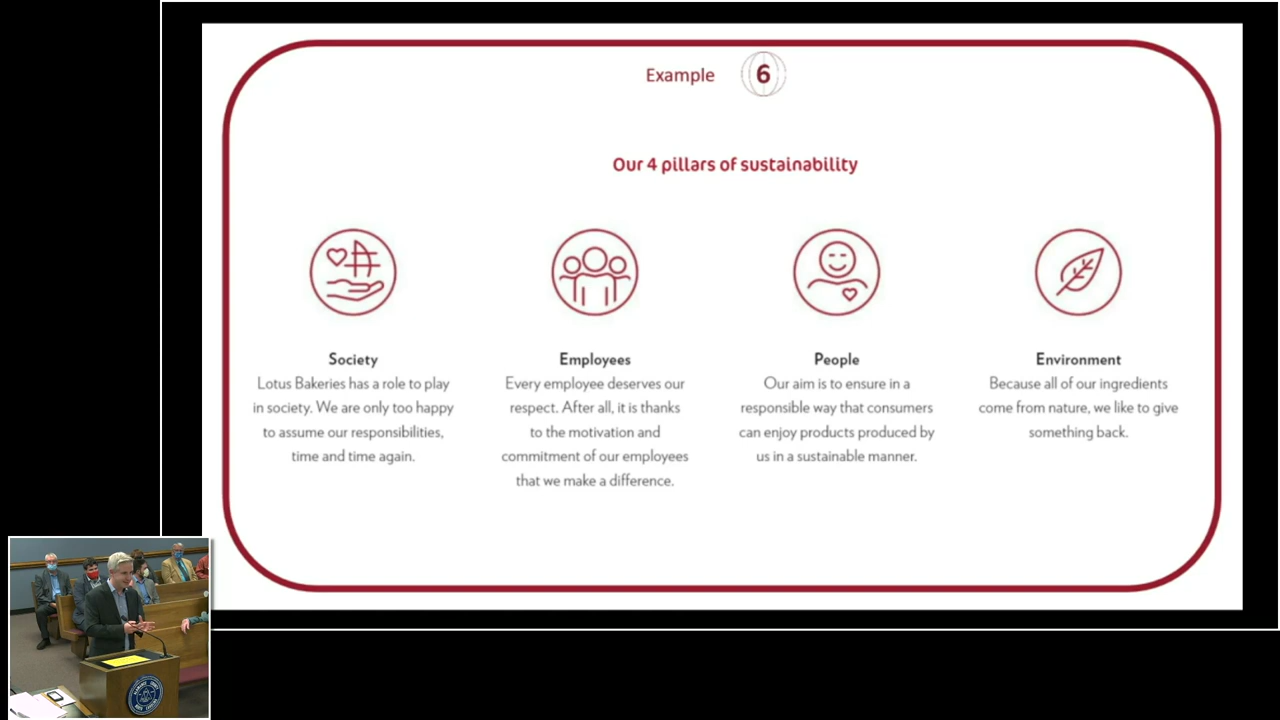 Example 6
Our 4 pillars of sustainability
Society
Lotus Bakeries has a role to play
in society. We are only too happy
to assume our responsibilities,
time and time again.
Employees
Every employee deserves our
respect. After all, it is thanks
to the motivation and
commitment of our employees
that we make a difference.
People
Our aim is to ensure in a
responsible way that consumers
can enjoy products produced by
us in a sustainable manner.
Environment
Because all of our ingredients
come from nature, we like to give
something back.